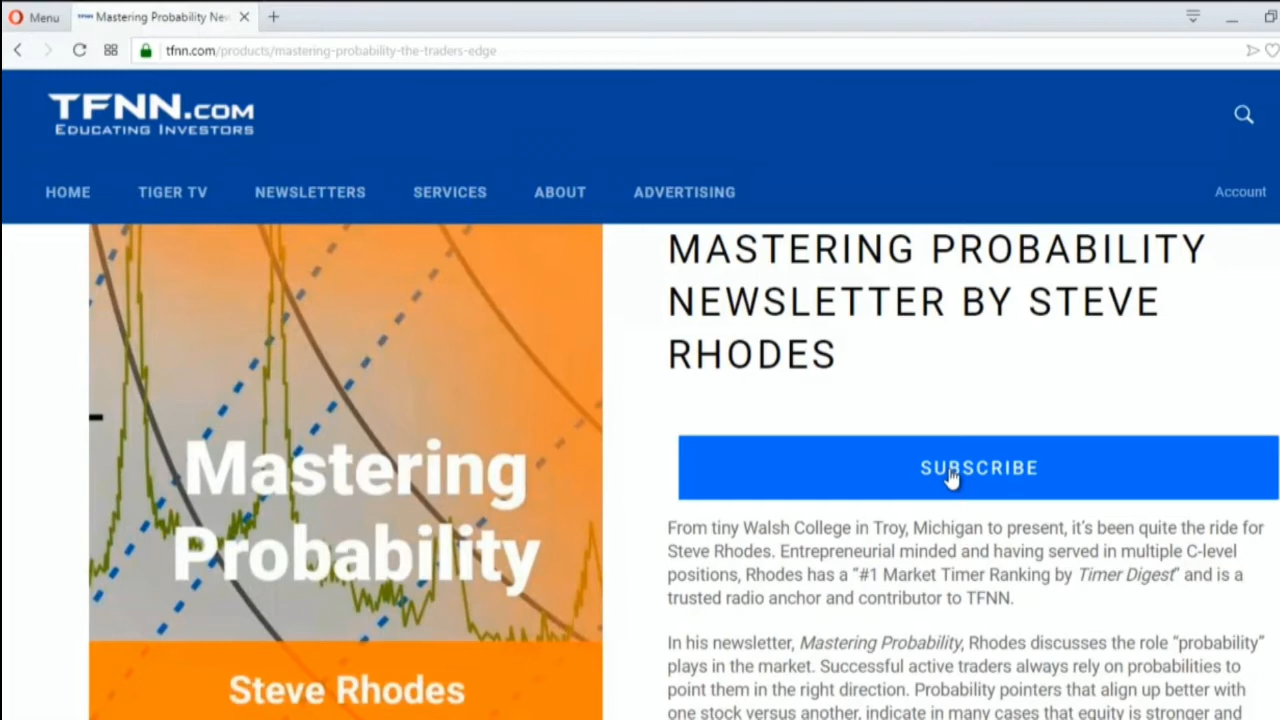 Menu
Mastering Probability New
tfnn.com/products/mastering-probability-the-traders-edge
TFNN.COM
EDUCATING INVESTORS
HOME TIGER TV NEWSLETTERS SERVICES ABOUT ADVERTISING
Account
MASTERING PROBABILITY
NEWSLETTER BY STEVE
RHODES
SUBSCRIBE
From tiny Walsh College in Troy, Michigan to present, it's been quite the ride for
Steve Rhodes. Entrepreneurial minded and having served in multiple C-level
positions, Rhodes has a “#1 Market Timer Ranking by Timer Digest" and is a
trusted radio anchor and contributor to TFNN.
In his newsletter, Mastering Probability, Rhodes discusses the role “probability”
plays in the market. Successful active traders always rely on probabilities to
point them in the right direction. Probability pointers that align up better with
one stock versus another, indicate in many cases that equity is stronger and
Mastering
Probability
Steve Rhodes